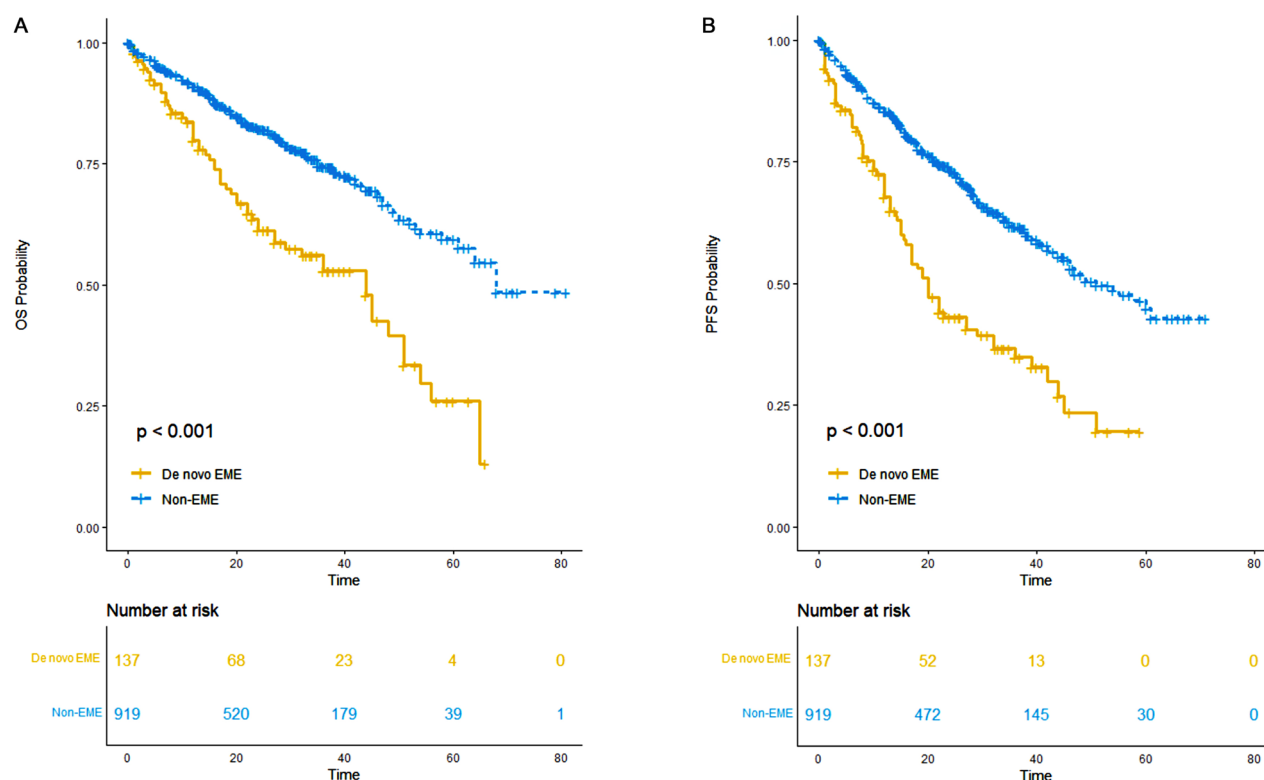 A
1.00
0.75
0.50
0.25
0.00
OS Probability
p < 0.001
De novo EME
Non-EME
0 20 40 60 80
Time
Number at risk
De novo EME 137 68 23 4 0
Non-EME 919 520 179 39 1
0 20 40 60 80
Time
B
1.00
0.75
0.50
0.25
0.00
PFS Probability
p < 0.001
De novo EME
Non-EME
0 20 40 60 80
Time
Number at risk
De novo EME 137 52 13 0 0
Non-EME 919 472 145 30 0
0 20 40 60 80
Time